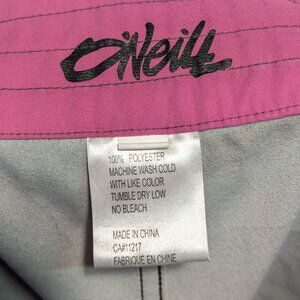 O'Neill
100% POLYESTER
MACHINE WASH COLD
WITH LIKE COLOR
TUMBLE DRY LOW
NO BLEACH
MADE IN CHINA
CA#11217
FABRIQUE EN CHINE